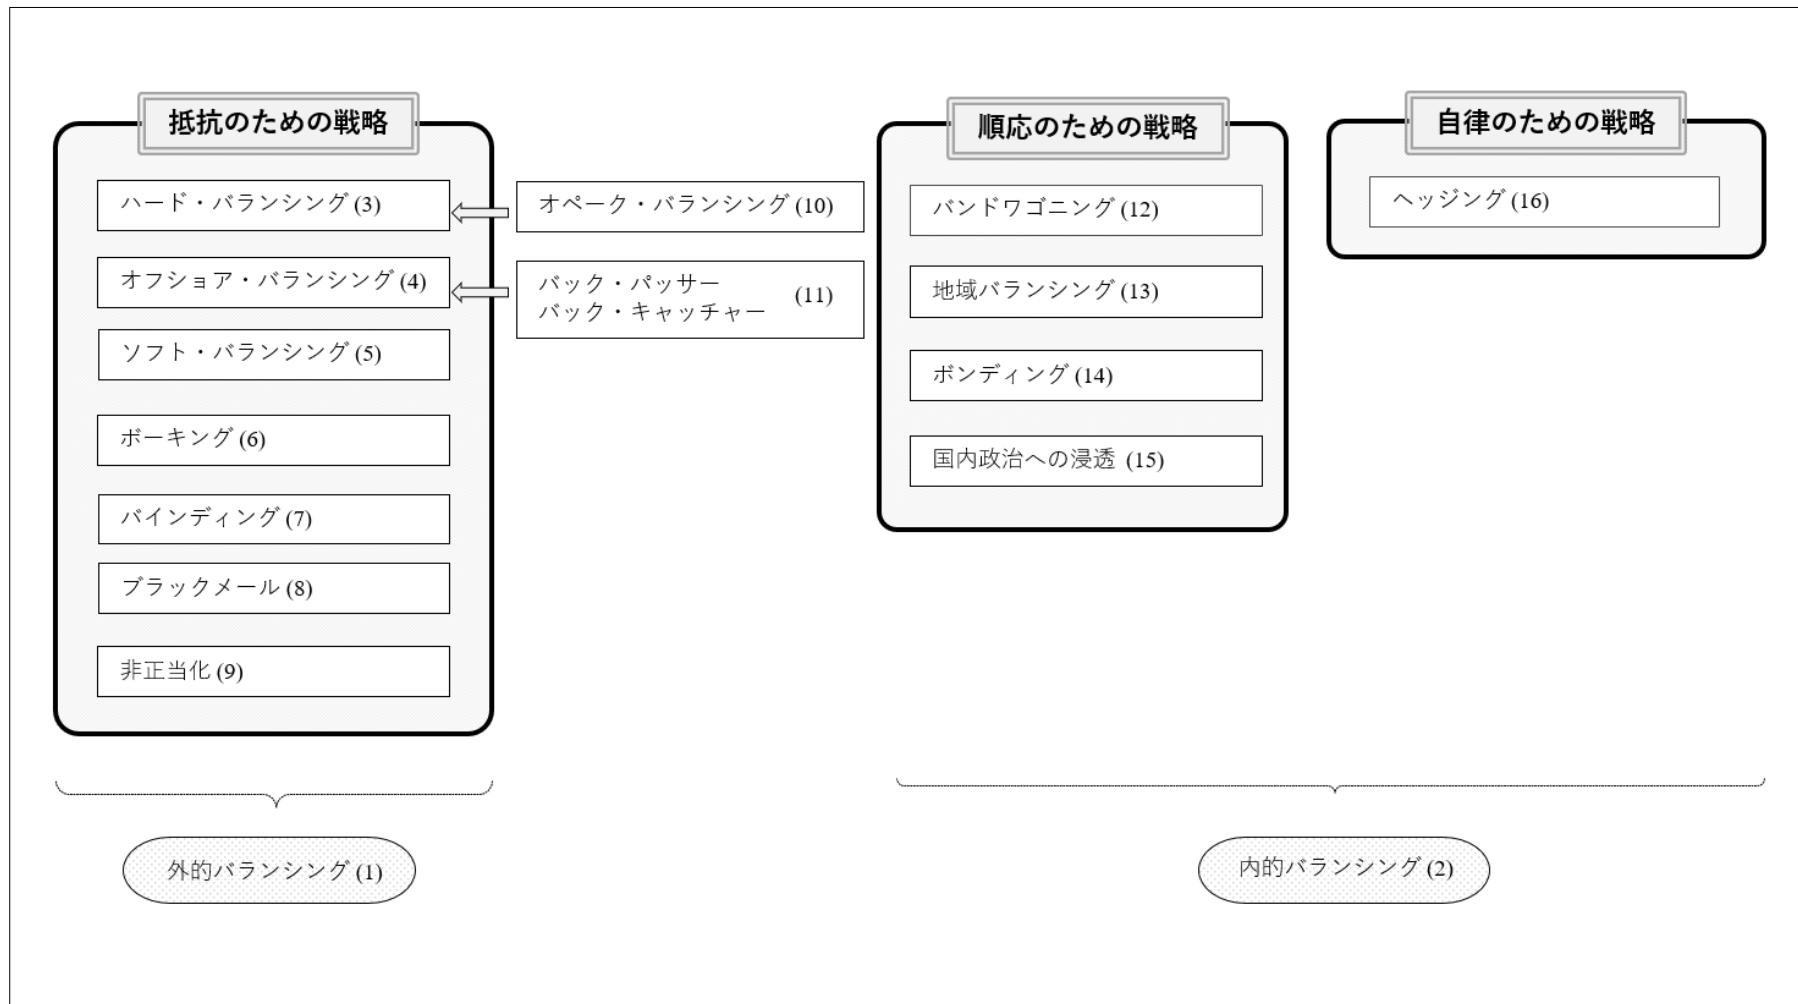 抵抗のための戦略
ハード・バランシング (3)
オフショア・バランシング (4)
ソフト・バランシング (5)
ボーキング (6)
バインディング (7)
ブラックメール (8)
非正当化 (9)
オペーク・バランシング (10)
バック・パッサー
バック・キャッチャー
(11)
順応のための戦略
バンドワゴニング (12)
地域バランシング (13)
ボンディング (14)
国内政治への浸透 (15)
自律のための戦略
ヘッジング (16)
外的バランシング (1)
内的バランシング (2)